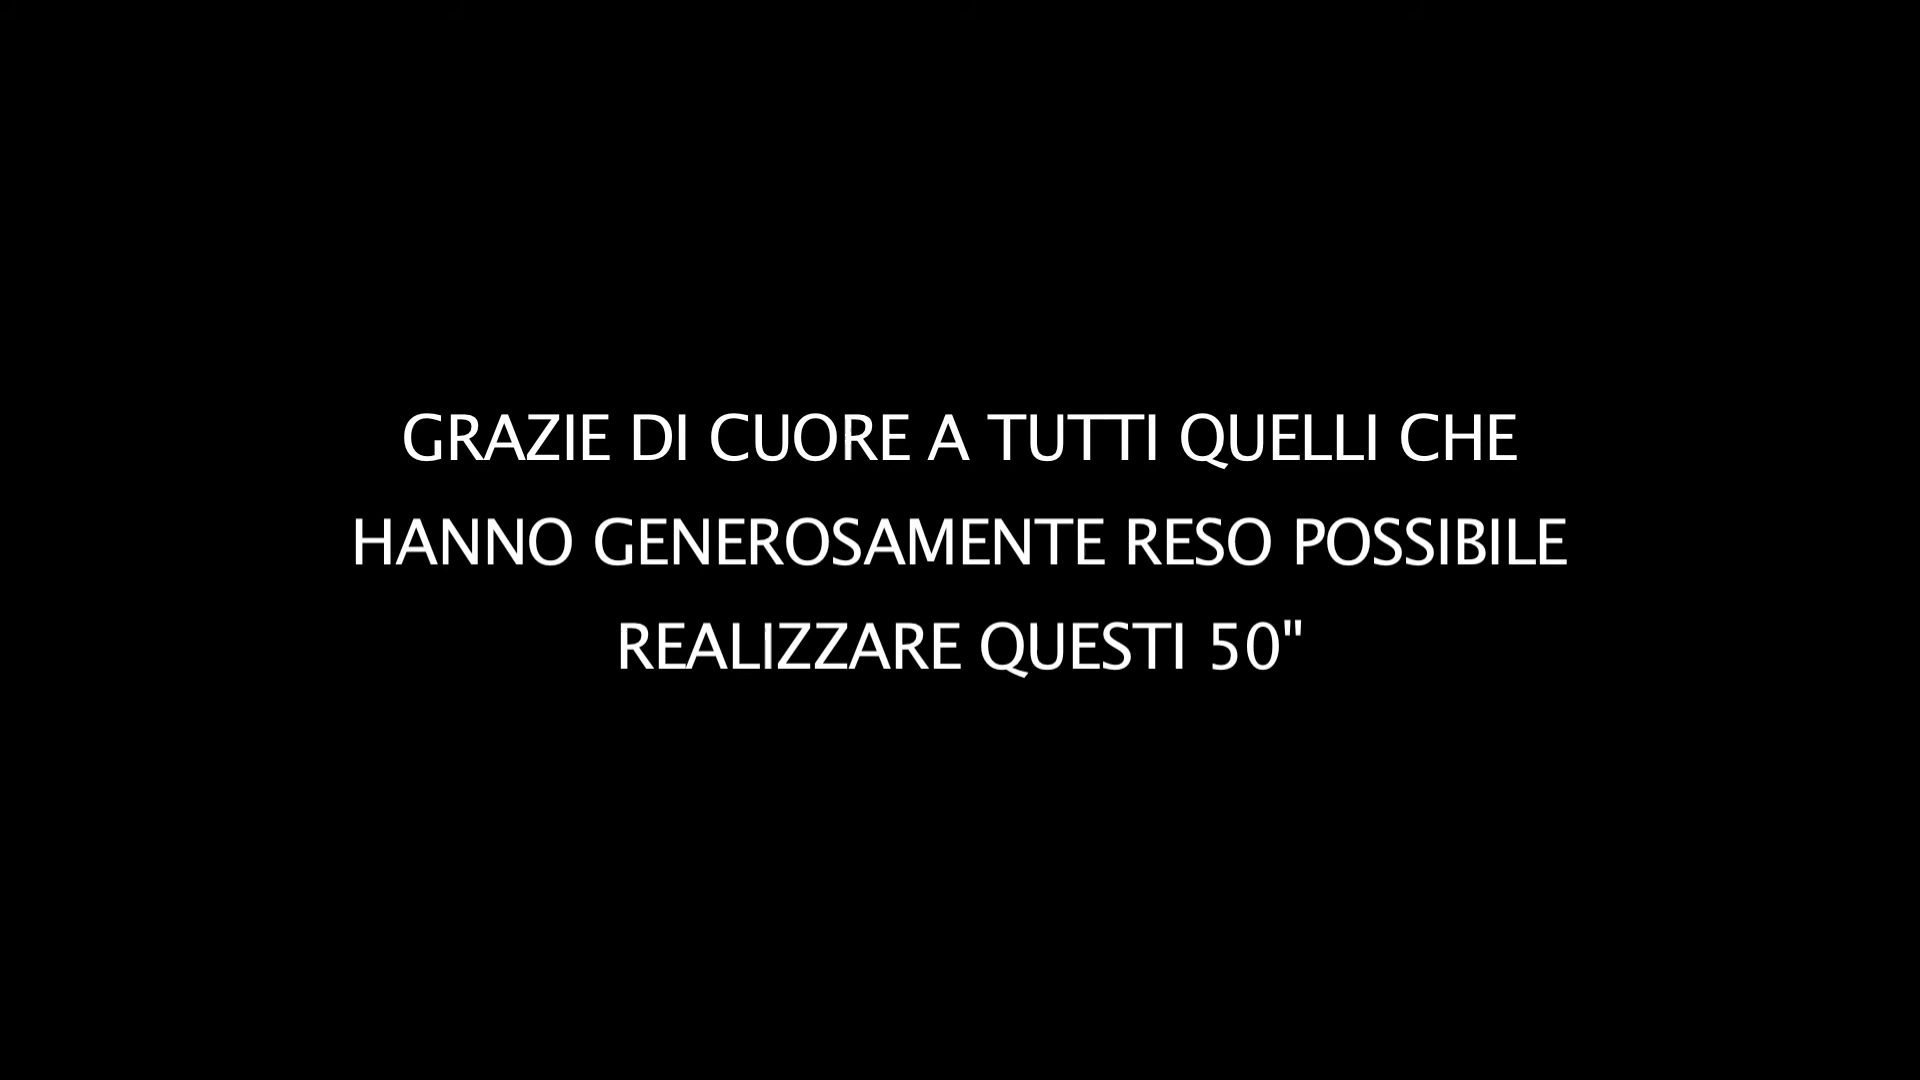 GRAZIE DI CUORE A TUTTI QUELLI CHE
HANNO GENEROSAMENTE RESO POSSIBILE
REALIZZARE QUESTI 50"